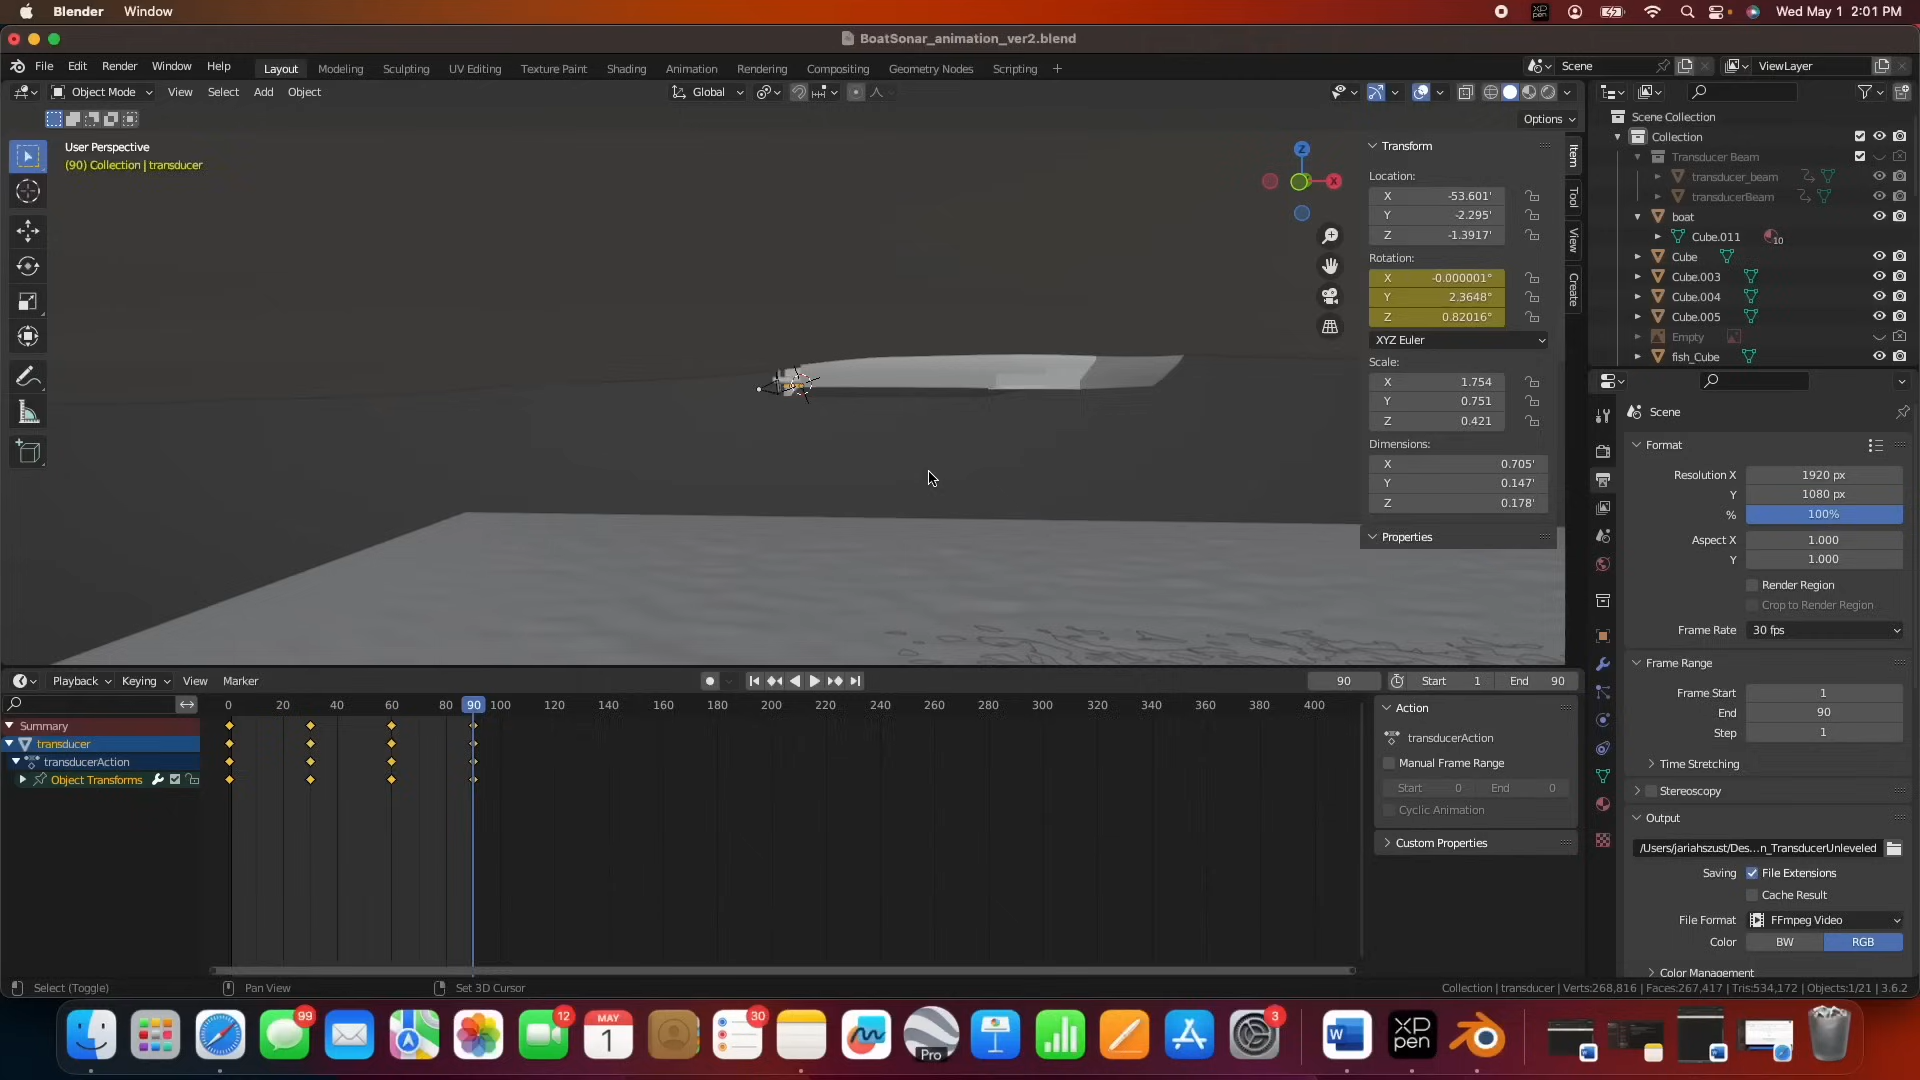 Blender Window
Wed May 1 2:01 PM
BoatSonar_animation_ver2.blend
File Edit Render Window Help
Layout Modeling Sculpting UV Editing Texture Paint Shading Animation Rendering Compositing Geometry Nodes Scripting +
Scene
ViewLayer
Object Mode View Select Add Object
Global
Options
User Perspective
(90) Collection | transducer
Z
X
Transform
Location:
X -53.601'
Y -2.295'
Z -1.3917'
Rotation:
X -0.000001°
Y 2.3648°
Z 0.82016°
XYZ Euler
Scale:
X 1.754
Y 0.751
Z 0.421
Dimensions:
X 0.705'
Y 0.147'
Z 0.178'
Properties
Item
Tool
View
Create
Scene Collection
Collection
Transducer Beam
transducer_beam
transducerBeam
boat
Cube.011 10
Cube
Cube.003
Cube.004
Cube.005
Empty
fish_Cube
Scene
Format
Resolution X 1920 px
Y 1080 px
% 100%
Aspect X 1.000
Y 1.000
Render Region
Crop to Render Region
Frame Rate 30 fps
Frame Range
Frame Start 1
End 90
Step 1
Time Stretching
Stereoscopy
Output
/Users/jariahszust/Des...n_TransducerUnleveled
Saving File Extensions
Cache Result
File Format FFmpeg Video
Color BW RGB
Color Management
Playback Keying View Marker
90 Start 1 End 90
0 20 40 60 80 90 100 120 140 160 180 200 220 240 260 280 300 320 340 360 380 400
Summary
transducer
transducerAction
Object Transforms
Action
transducerAction
Manual Frame Range
Start 0 End 0
Cyclic Animation
Custom Properties
Select (Toggle) Pan View Set 3D Cursor
Collection | transducer | Verts:268,816 | Faces:267,417 | Tris:534,172 | Objects:1/21 | 3.6.2
99
12
MAY
1
30
Pro
3
W
XP
pen